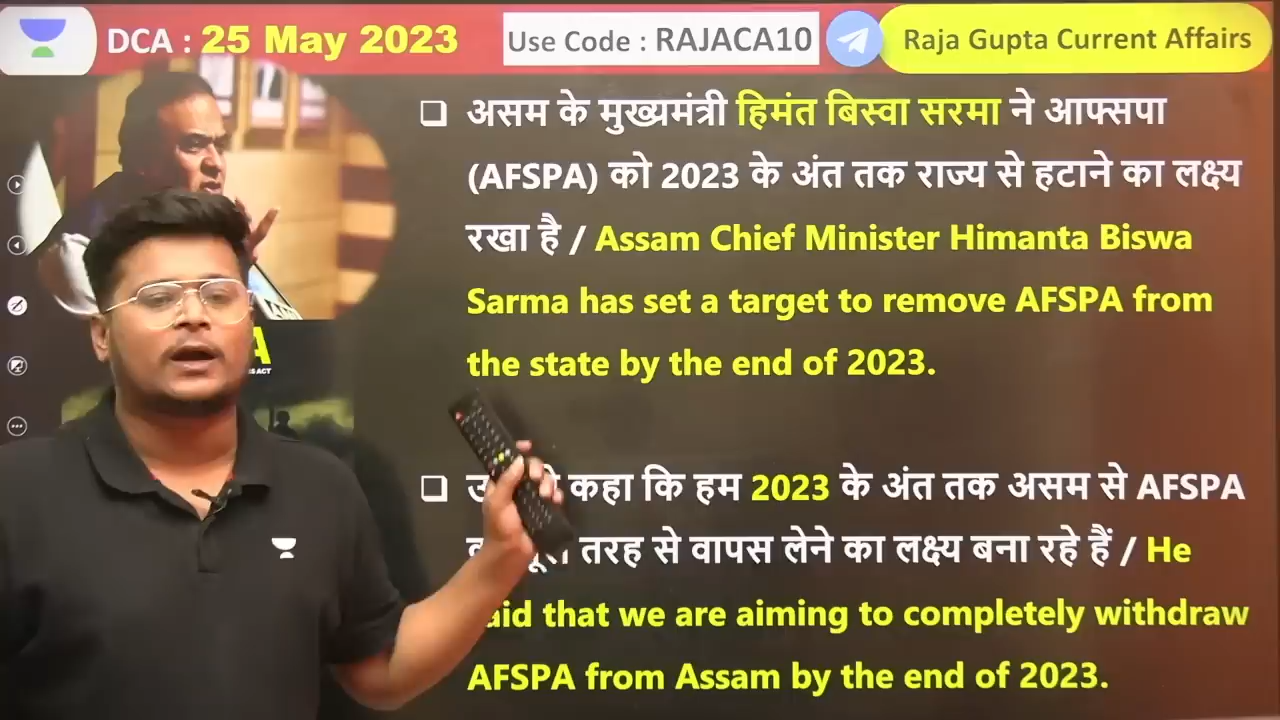 DCA : 25 May 2023
Use Code : RAJACA10
Raja Gupta Current Affairs
असम के मुख्यमंत्री हिमंत बिस्वा सरमा ने आफ्सपा
(AFSPA) को 2023 के अंत तक राज्य से हटाने का लक्ष्य
रखा है / Assam Chief Minister Himanta Biswa
Sarma has set a target to remove AFSPA from
the state by the end of 2023.
कहा कि हम 2023 के अंत तक असम से AFSPA
तरह से वापस लेने का लक्ष्य बना रहे हैं / He
aid that we are aiming to completely withdraw
AFSPA from Assam by the end of 2023.